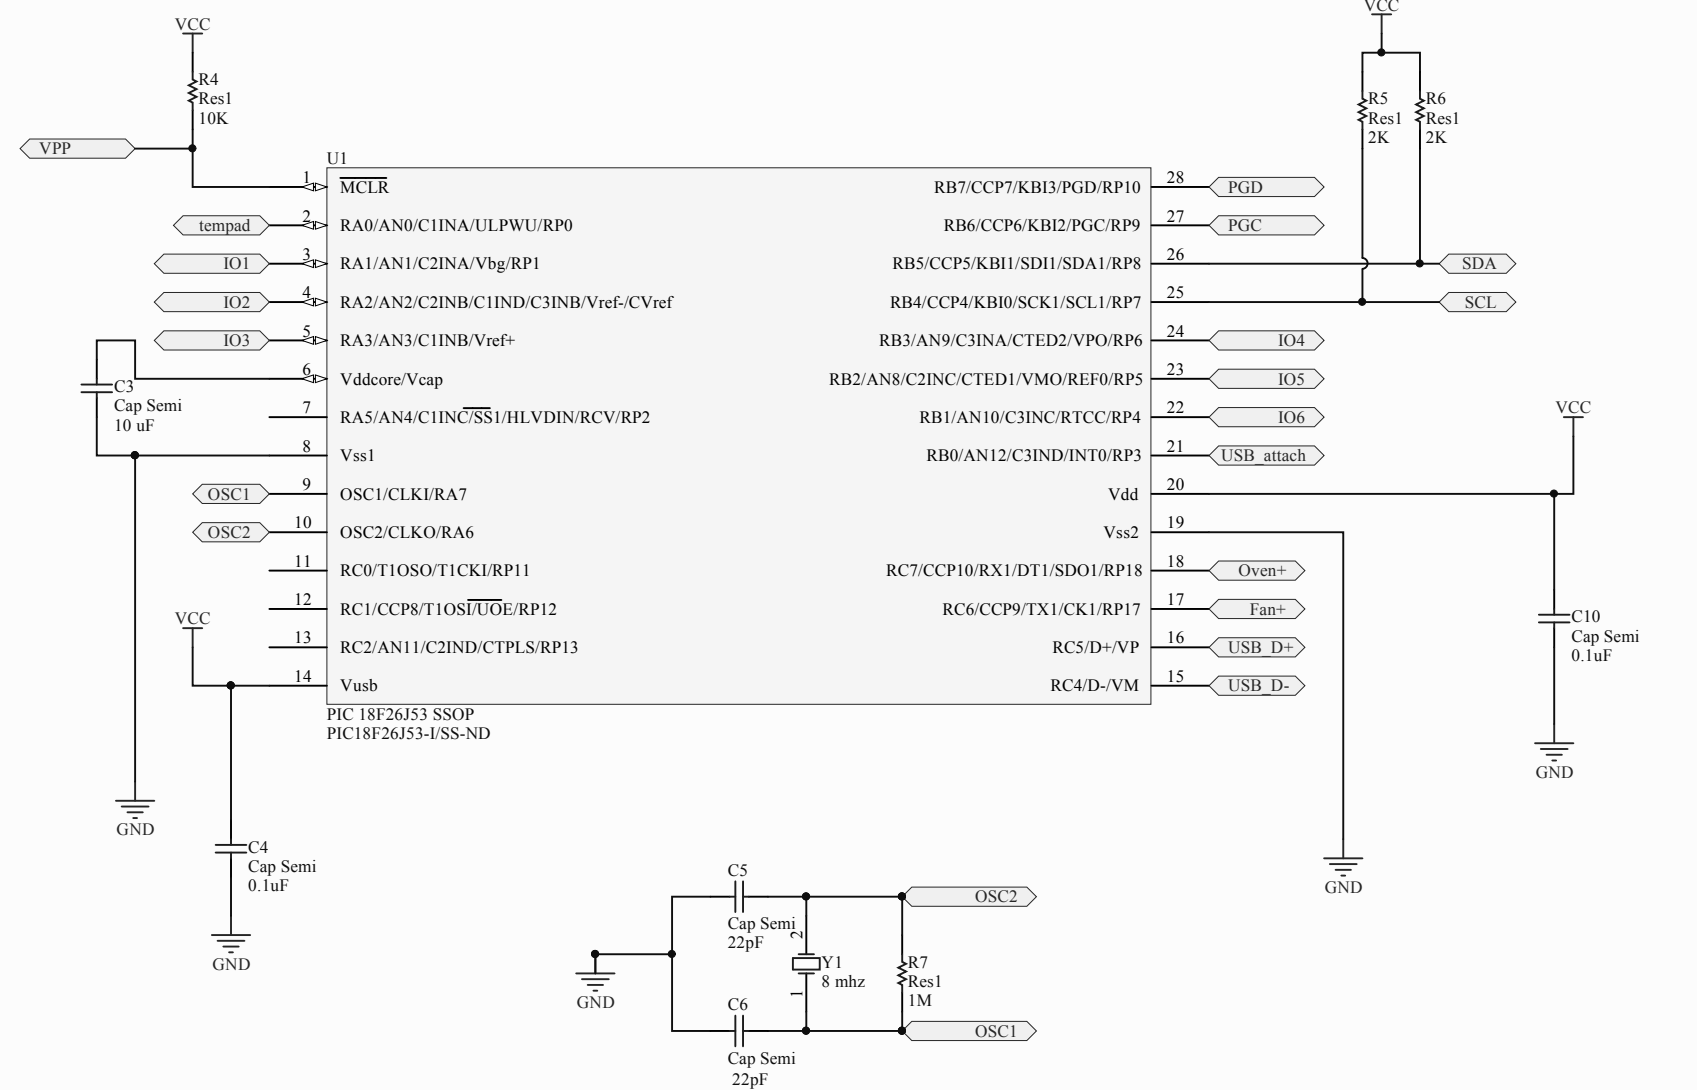 VCC
R4
Res1
10K
VPP
VCC
R5
Res1
2K
R6
Res1
2K
U1
1
MCLR
RB7/CCP7/KBI3/PGD/RP10
28
PGD
tempad
2
RA0/AN0/C1INA/ULPWU/RP0
RB6/CCP6/KBI2/PGC/RP9
27
PGC
IO1
3
RA1/AN1/C2INA/Vbg/RP1
RB5/CCP5/KBI1/SDI1/SDA1/RP8
26
SDA
IO2
4
RA2/AN2/C2INB/C1IND/C3INB/Vref-/CVref
RB4/CCP4/KBI0/SCK1/SCL1/RP7
25
SCL
IO3
5
RA3/AN3/C1INB/Vref+
RB3/AN9/C3INA/CTED2/VPO/RP6
24
IO4
6
Vddcore/Vcap
RB2/AN8/C2INC/CTED1/VMO/REF0/RP5
23
IO5
C3
Cap Semi
10 uF
7
RA5/AN4/C1INC/SS1/HLVDIN/RCV/RP2
RB1/AN10/C3INC/RTCC/RP4
22
IO6
8
Vss1
RB0/AN12/C3IND/INT0/RP3
21
USB_attach
VCC
OSC1
9
OSC1/CLKI/RA7
Vdd
20
OSC2
10
OSC2/CLKO/RA6
Vss2
19
11
RC0/T1OSO/T1CKI/RP11
RC7/CCP10/RX1/DT1/SDO1/RP18
18
Oven+
12
RC1/CCP8/T1OSI/UOE/RP12
RC6/CCP9/TX1/CK1/RP17
17
Fan+
VCC
13
RC2/AN11/C2IND/CTPLS/RP13
RC5/D+/VP
16
USB_D+
14
Vusb
RC4/D-/VM
15
USB_D-
C10
Cap Semi
0.1uF
GND
PIC 18F26J53 SSOP
PIC18F26J53-I/SS-ND
GND
C4
Cap Semi
0.1uF
GND
GND
C5
Cap Semi
22pF
OSC2
2
Y1
8 mhz
1
R7
Res1
1M
GND
C6
Cap Semi
22pF
OSC1